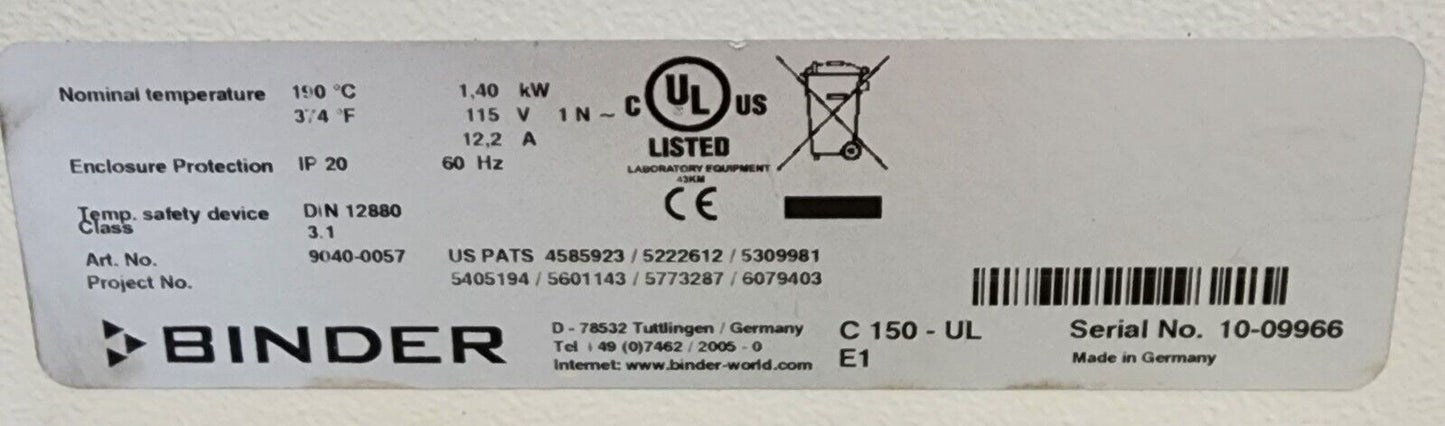 Nominal temperature 190 °C 1,40 kW
374 °F 115 V 1 N ~
12,2 A
Enclosure Protection IP 20 60 Hz
C UL US
LISTED
LABORATORY EQUIPMENT
43KM
CE
Temp. safety device DIN 12880
Class 3.1
Art. No. 9040-0057 US PATS 4585923 / 5222612 / 5309981
Project No. 5405194 / 5601143 / 5773287 / 6079403
BINDER
D - 78532 Tuttlingen / Germany
Tel +49 (0)7462 / 2005 - 0
Internet: www.binder-world.com
C 150 - UL
E1
Serial No. 10-09966
Made in Germany